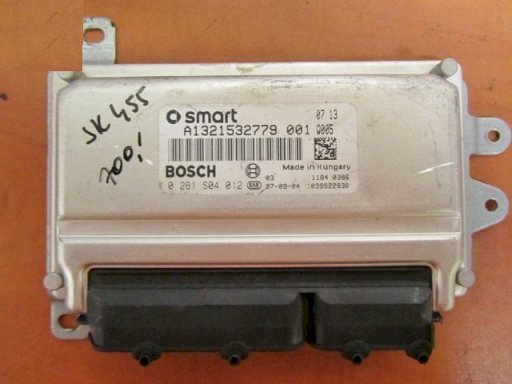 SK 455
700,-
smart
07 13
A1321532779 001 Q005
BOSCH
Made in Hungary
03
1184 0386
0 261 S04 012
07-09-04
1039S22838